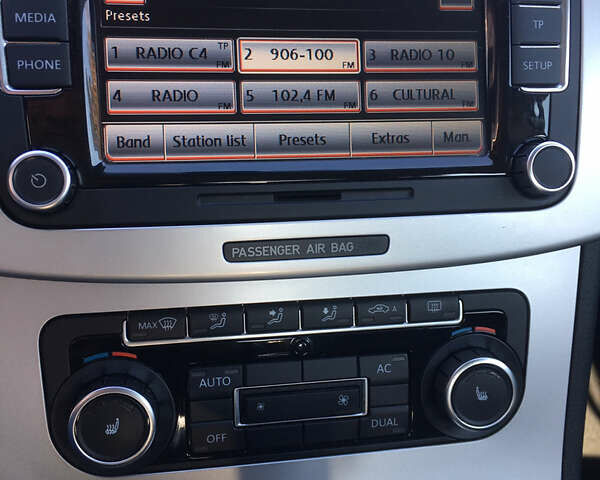 Presets
MEDIA
PHONE
TP
SETUP
1 RADIO C4 TP FM
2 906-100 FM
3 RADIO 10 FM
4 RADIO FM
5 102,4 FM FM
6 CULTURAL FM
Band Station list Presets Extras Man.
PASSENGER AIR BAG
MAX
A
AUTO
AC
OFF
DUAL